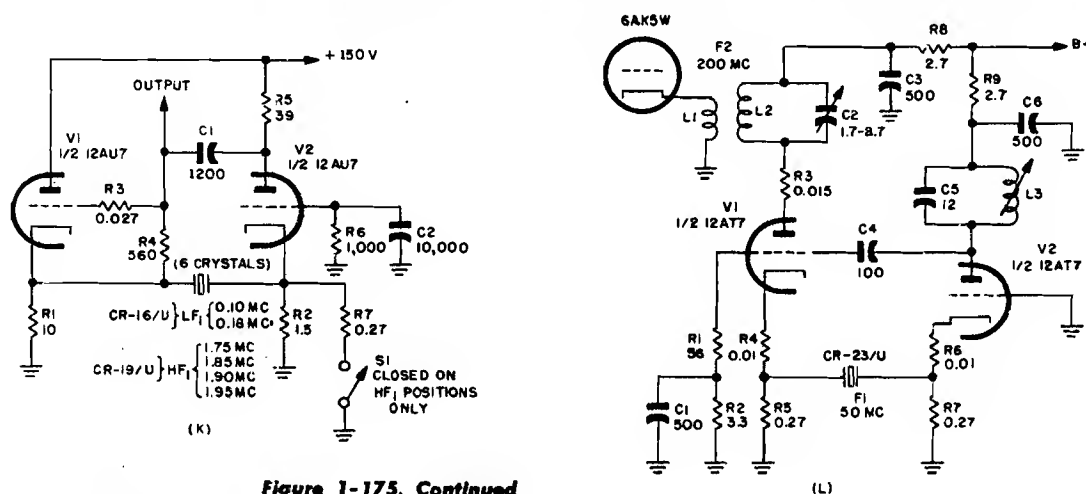 +150 V
OUTPUT
R5
39
V1
1/2 12AU7
C1
1200
V2
1/2 12AU7
R3
0.027
R4
560
R6
1,000
C2
10,000
(6 CRYSTALS)
R1
10
CR-16/U } LF1 { 0.10 MC
0.18 MC
R2
1.5
R7
0.27
CR-19/U } HF1 { 1.75 MC
1.85 MC
1.90 MC
1.95 MC
S1
CLOSED ON
HF1 POSITIONS
ONLY
(K)
Figure 1-175. Continued
6AK5W
F2
200 MC
R8
2.7
B+
C3
500
R9
2.7
L1
L2
C2
1.7-8.7
C6
500
R3
0.015
C5
12
L3
V1
1/2 12AT7
C4
100
V2
1/2 12AT7
R1
56
R4
0.01
CR-23/U
F1
50 MC
R6
0.01
C1
500
R2
3.3
R5
0.27
R7
0.27
(L)